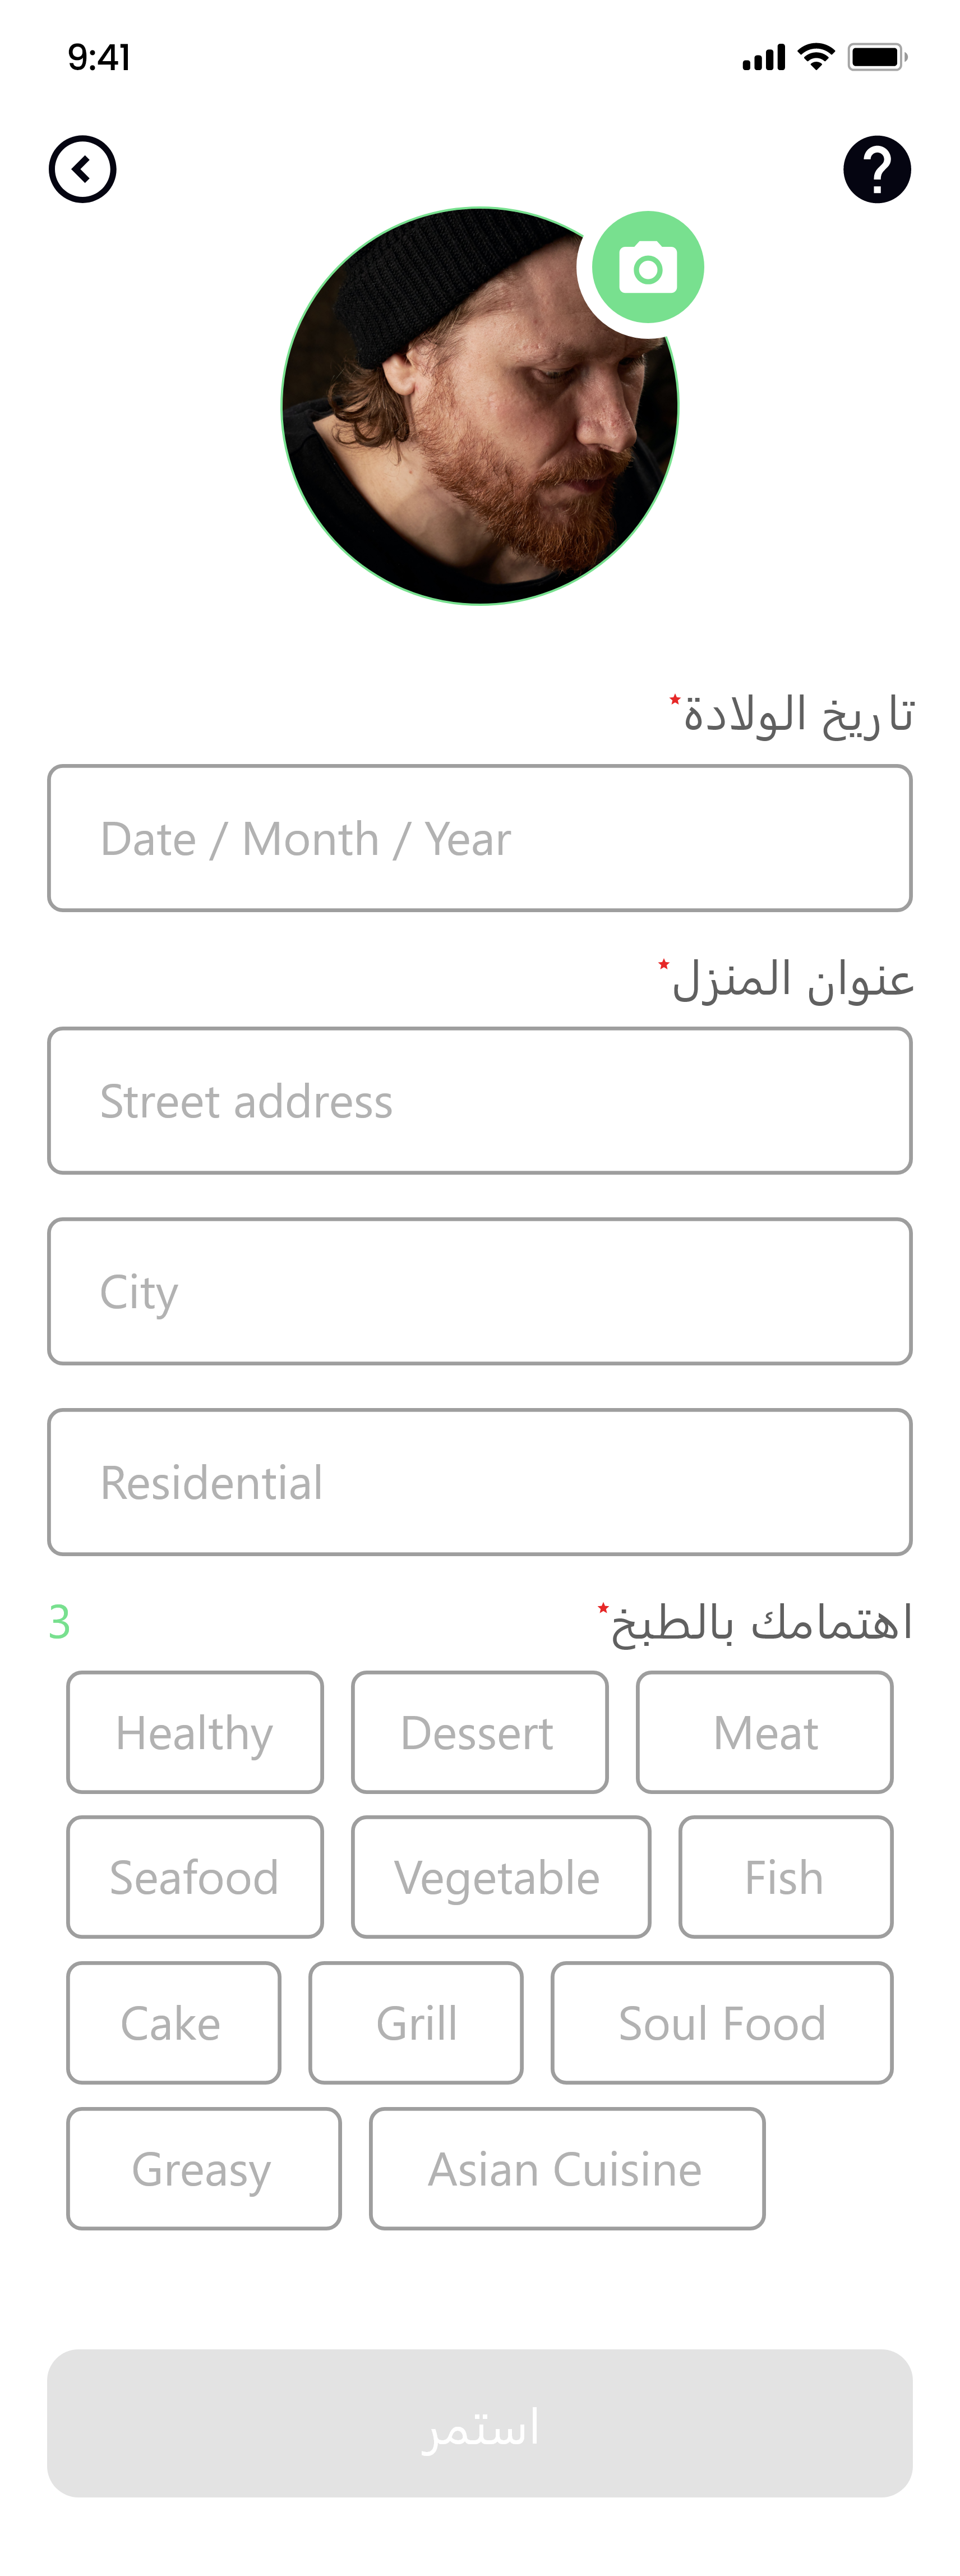 9:41
تاريخ الولادة*
Date / Month / Year
عنوان المنزل*
Street address
City
Residential
اهتمامك بالطبخ*
3
Healthy Dessert Meat
Seafood Vegetable Fish
Cake Grill Soul Food
Greasy Asian Cuisine
استمر